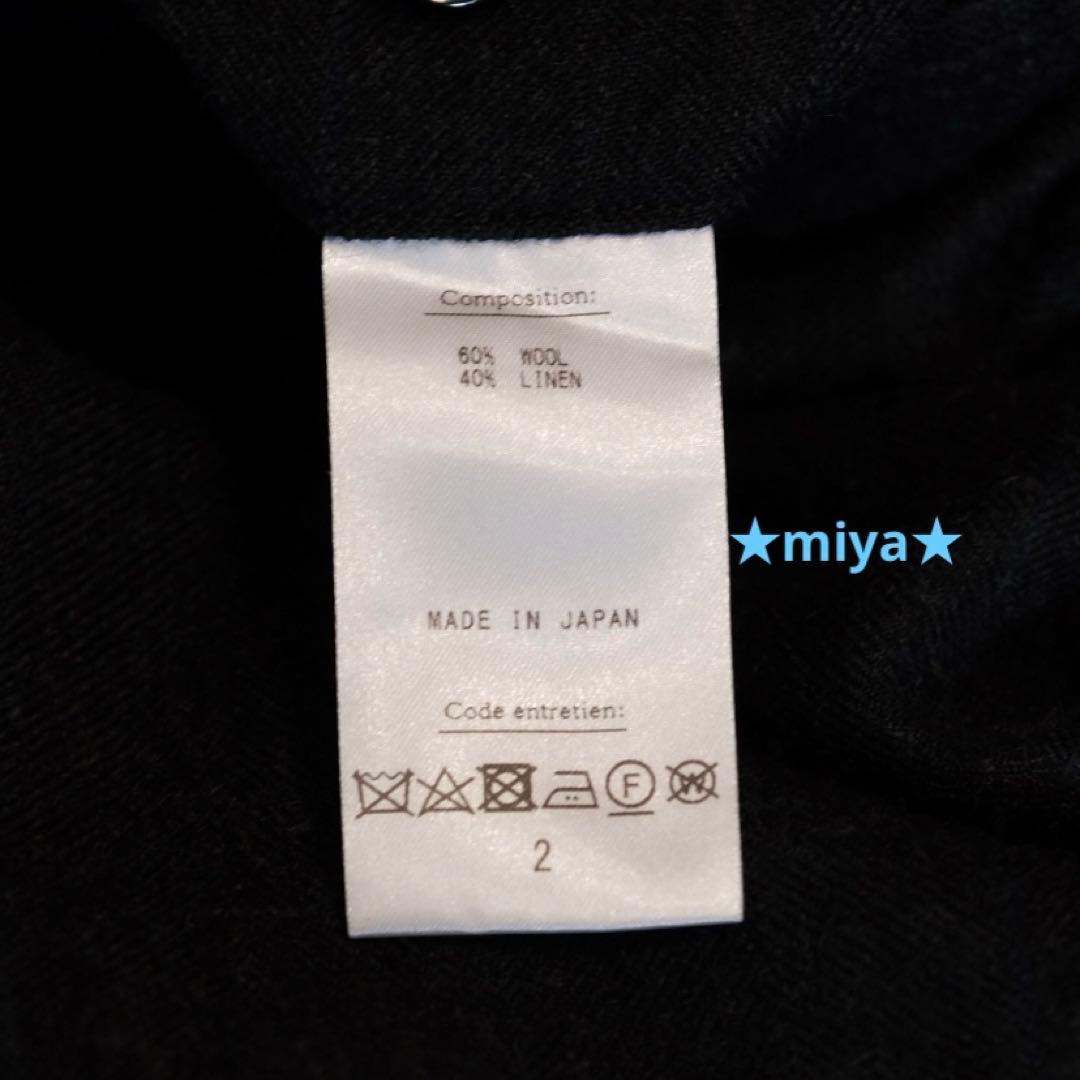 Composition:
60% WOOL
40% LINEN
★miya★
MADE IN JAPAN
Code entretien:
F W
2